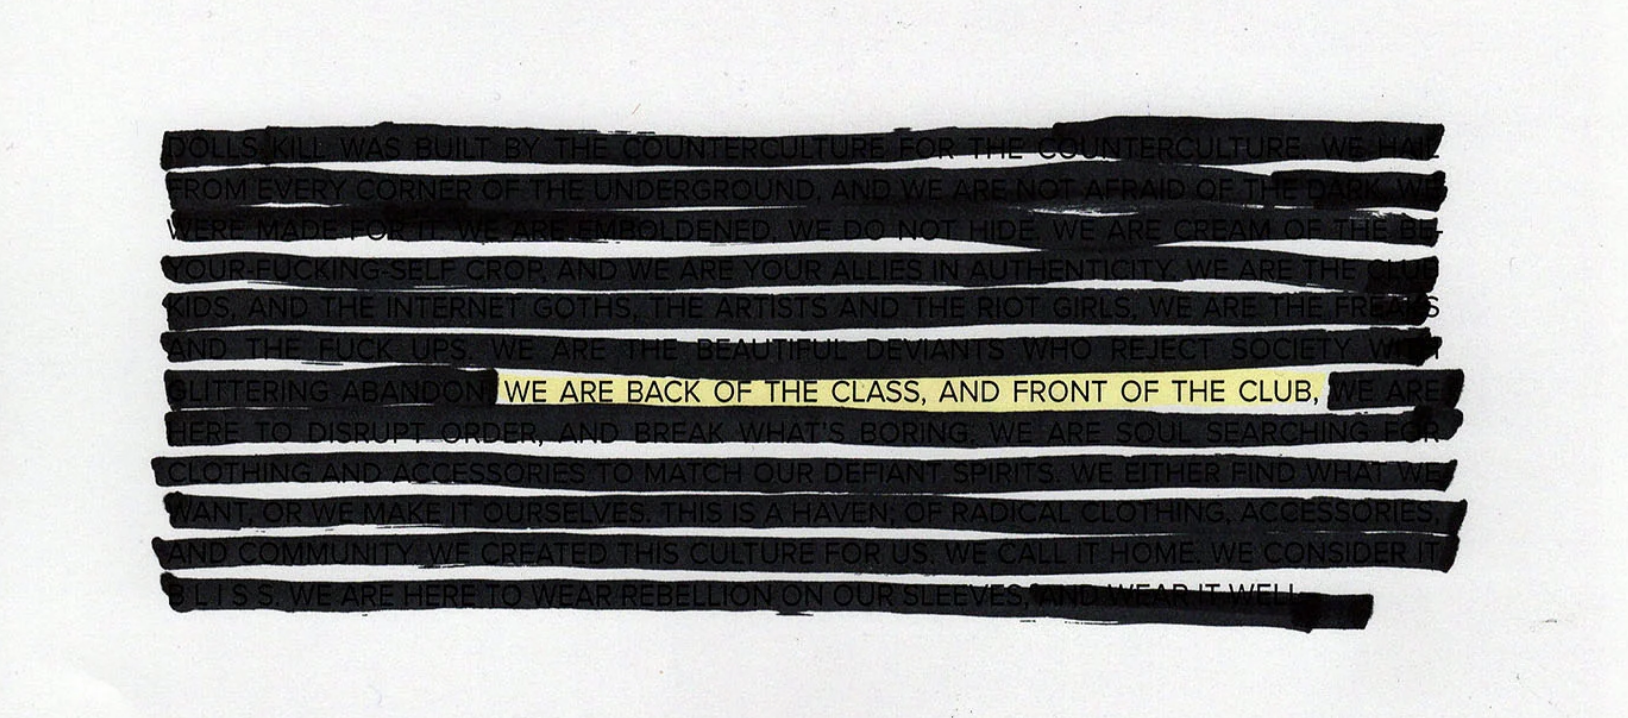 DOLLS KILL WAS BUILT BY THE COUNTERCULTURE FOR THE COUNTERCULTURE. WE HAIL
FROM EVERY CORNER OF THE UNDERGROUND, AND WE ARE NOT AFRAID OF THE DARK, WE
WERE MADE FOR IT. WE ARE EMBOLDENED, WE DO NOT HIDE. WE ARE CREAM OF THE BE-
YOUR-FUCKING-SELF CROP, AND WE ARE YOUR ALLIES IN AUTHENTICITY. WE ARE THE CLUB
KIDS, AND THE INTERNET GOTHS, THE ARTISTS AND THE RIOT GIRLS, WE ARE THE FREAKS
AND THE FUCK UPS. WE ARE THE BEAUTIFUL DEVIANTS WHO REJECT SOCIETY WITH
GLITTERING ABANDON. WE ARE BACK OF THE CLASS, AND FRONT OF THE CLUB, WE ARE
HERE TO DISRUPT ORDER, AND BREAK WHAT'S BORING. WE ARE SOUL SEARCHING FOR
CLOTHING AND ACCESSORIES TO MATCH OUR DEFIANT SPIRITS. WE EITHER FIND WHAT WE
WANT, OR WE MAKE IT OURSELVES. THIS IS A HAVEN; OF RADICAL CLOTHING, ACCESSORIES,
AND COMMUNITY. WE CREATED THIS CULTURE FOR US. WE CALL IT HOME. WE CONSIDER IT
B L I S S. WE ARE HERE TO WEAR REBELLION ON OUR SLEEVES, AND WEAR IT WELL.